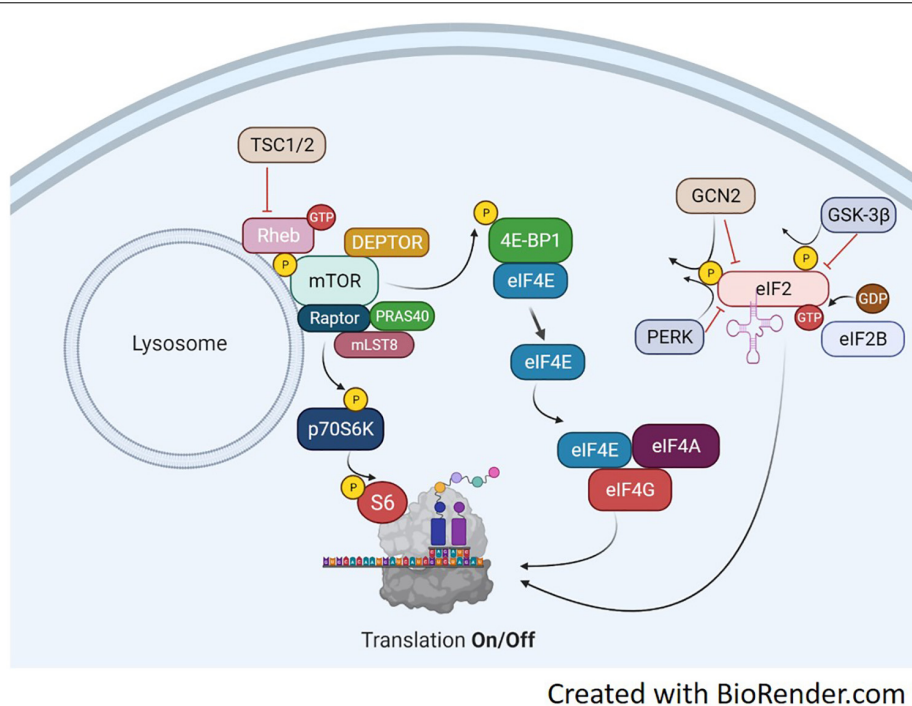 TSC1/2
GTP
Rheb
P
DEPTOR
mTOR
Raptor
PRAS40
mLST8
Lysosome
P
p70S6K
P
S6
P
4E-BP1
eIF4E
eIF4E
eIF4E
eIF4A
eIF4G
GCN2
GSK-3β
P
P
eIF2
GDP
GTP
PERK
eIF2B
Translation On/Off
Created with BioRender.com